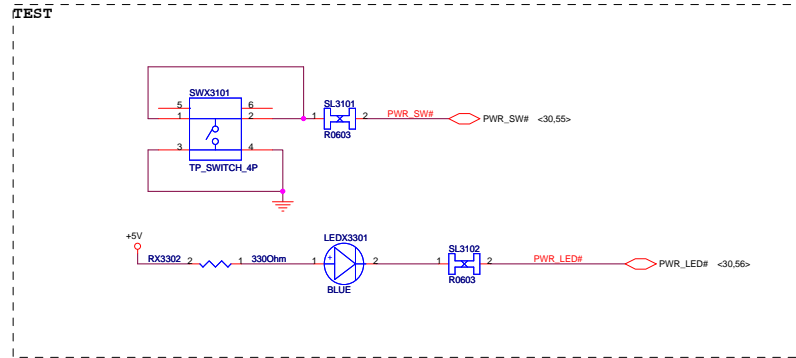 TEST
SWX3101
5 6
1 2
3 4
TP_SWITCH_4P
SL3101
1 2
R0603
PWR_SW#
PWR_SW# <30,55>
+5V
RX3302 2 1 330Ohm
LEDX3301
1 + 2
BLUE
SL3102
1 2
R0603
PWR_LED#
PWR_LED# <30,56>